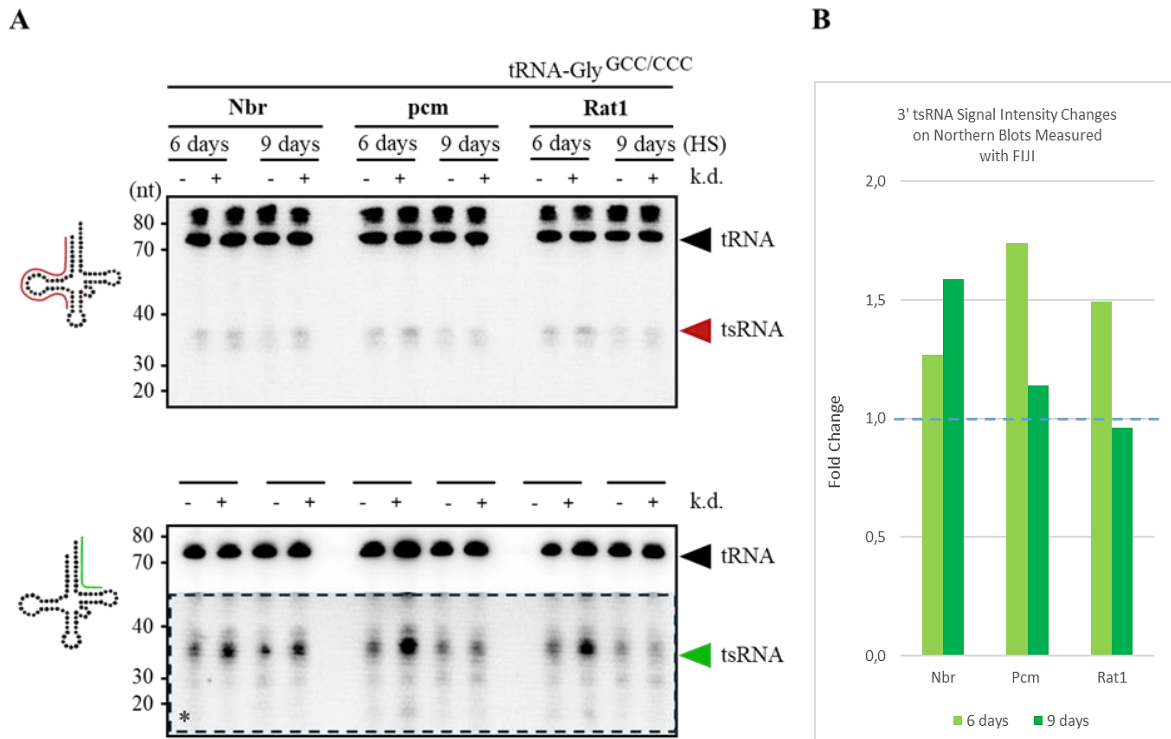 A
tRNA-Gly GCC/CCC
Nbr pcm Rat1
6 days 9 days 6 days 9 days 6 days 9 days (HS)
(nt) - + - + - + - + - + - + k.d.
80
70
tRNA
40
tsRNA
30
20
- + - + - + - + - + - + k.d.
80
70
tRNA
40
tsRNA
30
20
*
B
3' tsRNA Signal Intensity Changes
on Northern Blots Measured
with FIJI
2,0
1,5
1,0
0,5
0,0
Fold Change
Nbr Pcm Rat1
6 days 9 days